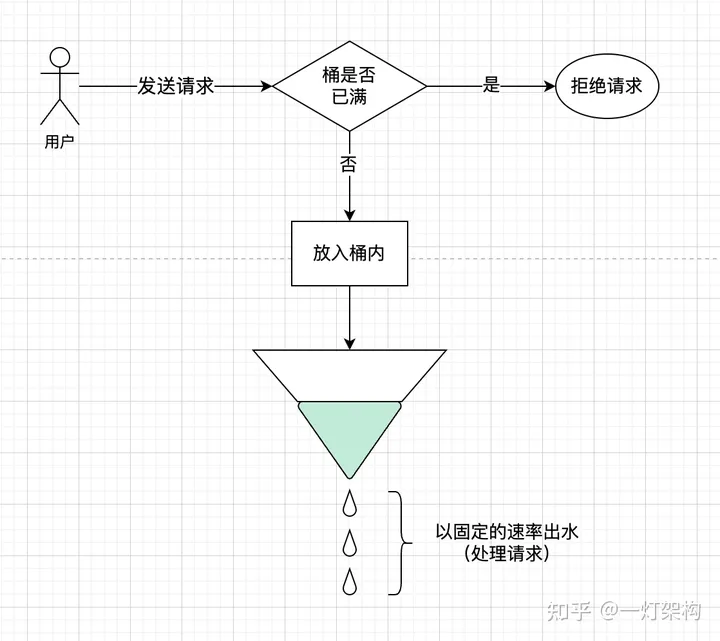 发送请求
桶是否
已满
是
拒绝请求
用户
否
放入桶内
以固定的速率出水
（处理请求）
知乎 @一灯架构